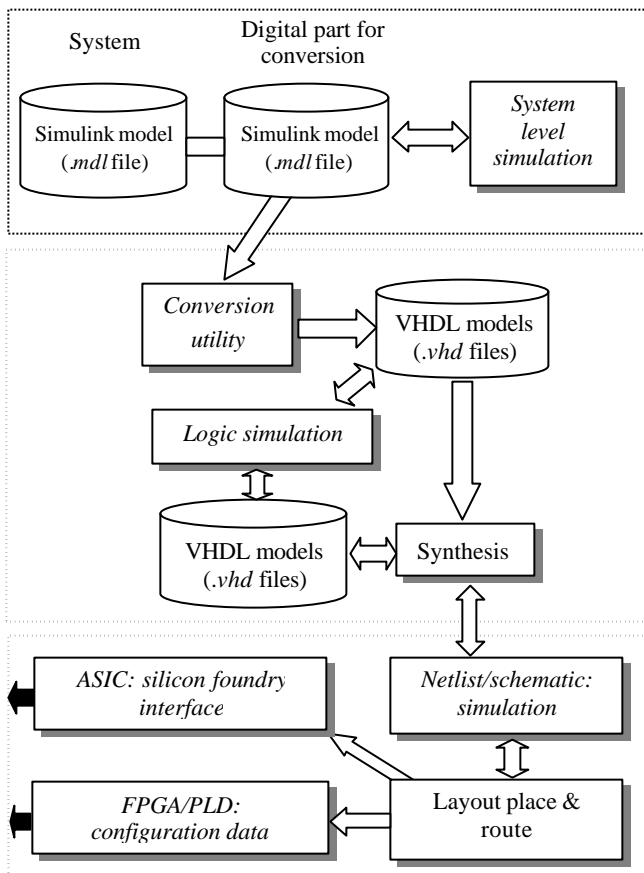 System
Digital part for
conversion
Simulink model
(.mdl file)
Simulink model
(.mdl file)
System
level
simulation
Conversion
utility
VHDL models
(.vhd files)
Logic simulation
VHDL models
(.vhd files)
Synthesis
ASIC: silicon foundry
interface
Netlist/schematic:
simulation
FPGA/PLD:
configuration data
Layout place &
route